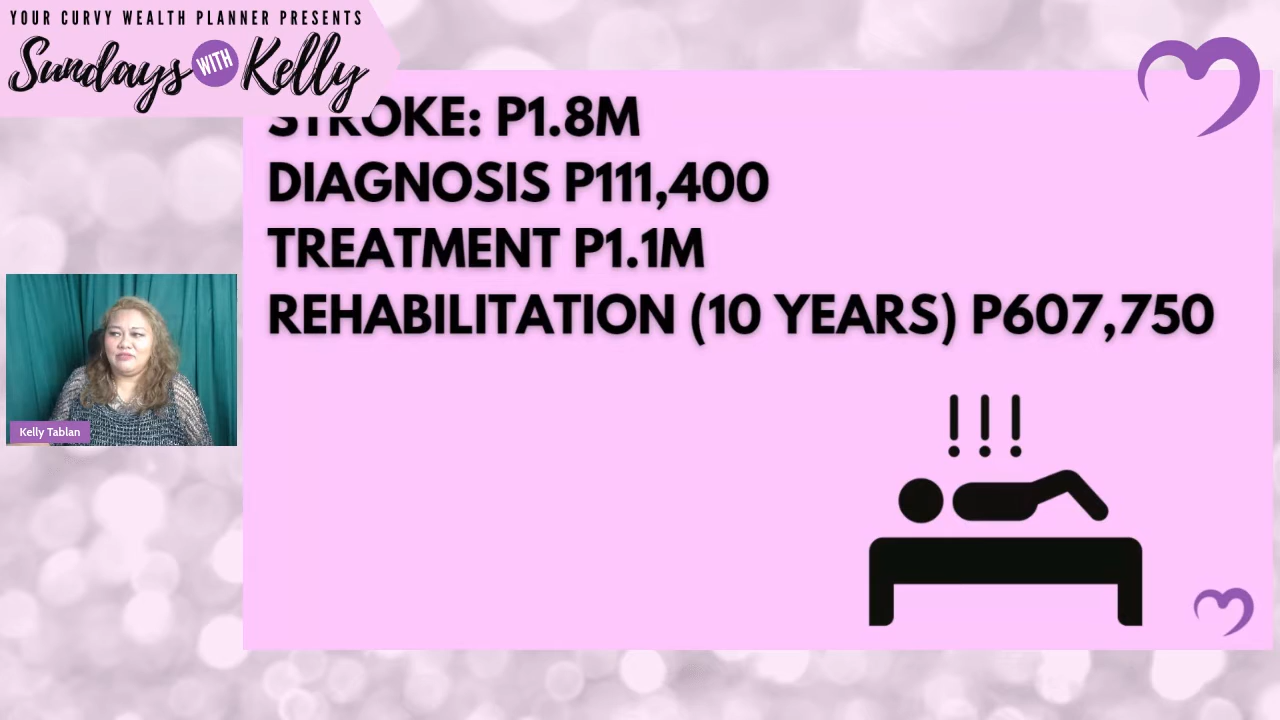 YOUR CURVY WEALTH PLANNER PRESENTS
Sundays WITH Kelly
STROKE: P1.8M
DIAGNOSIS P111,400
TREATMENT P1.1M
REHABILITATION (10 YEARS) P607,750
! ! !
Kelly Tablan